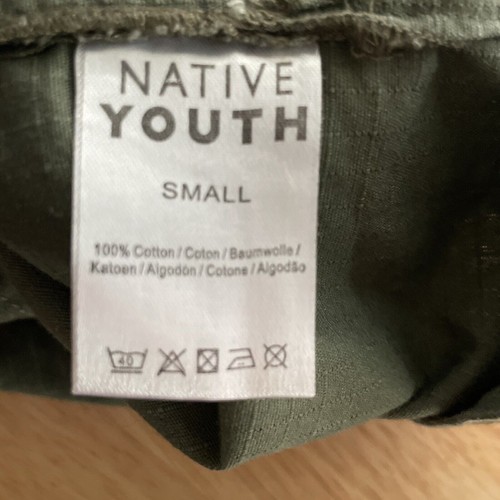 NATIVE
YOUTH
SMALL
100% Cotton / Coton / Baumwolle /
Katoen / Algodón / Cotone / Algodão
40